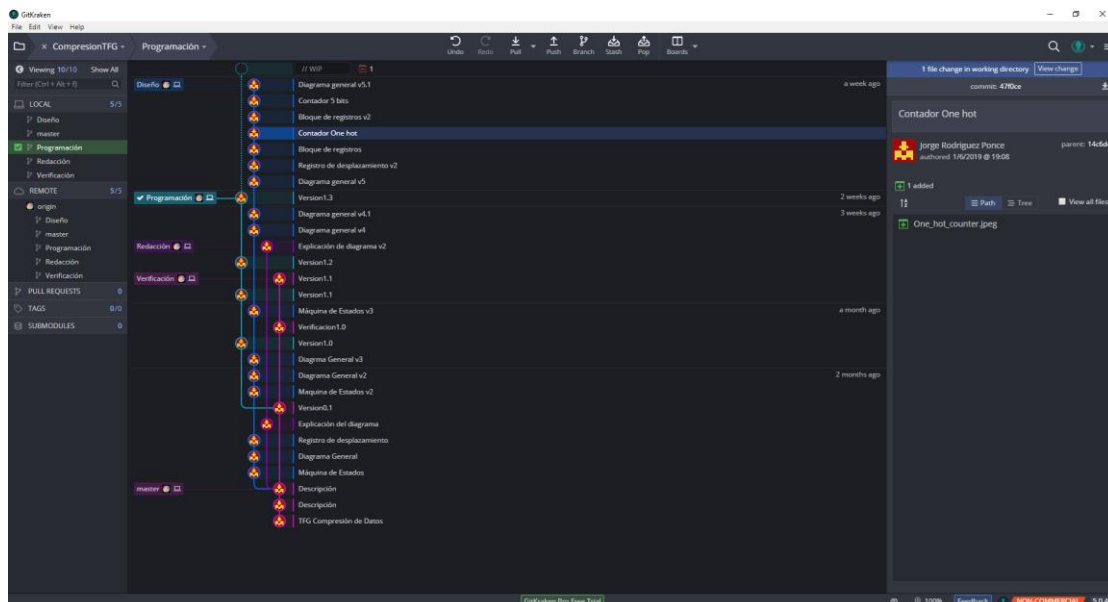 GitKraken
File Edit View Help
CompresionTFG
Programación
Undo Redo Pull Push Branch Stash Pop Boards
Viewing 10/10 Show All
Filter (Ctrl + Alt + f)
LOCAL 5/5
Diseño
master
Programación
Redacción
Verificación
REMOTE 5/5
origin
Diseño
master
Programación
Redacción
Verificación
PULL REQUESTS 0
TAGS 0/0
SUBMODULES 0
// WIP 1
Diseño Diagrama general v5.1 a week ago
Contador 5 bits
Bloque de registros v2
Contador One hot
Bloque de registros
Registro de desplazamiento v2
Diagrama general v5
Programación Version1.3 2 weeks ago
Diagrama general v4.1 3 weeks ago
Diagrama general v4
Redacción Explicación de diagrama v2
Version1.2
Verificación Version1.1
Version1.1
Máquina de Estados v3 a month ago
Verificacion1.0
Version1.0
Diagrma General v3
Diagrama General v2 2 months ago
Maquina de Estados v2
Version0.1
Explicación del diagrama
Registro de desplazamiento
Diagrama General
Máquina de Estados
master Descripción
Descripción
TFG Compresión de Datos
1 file change in working directory View change
commit: 47f0ce
Contador One hot
Jorge Rodriguez Ponce
authored 1/6/2019 @ 19:08
parent:
1 added
Path Tree View all files
One_hot_counter.jpeg
GitKraken Pro Free Trial
100% Feedback NON-COMMERCIAL